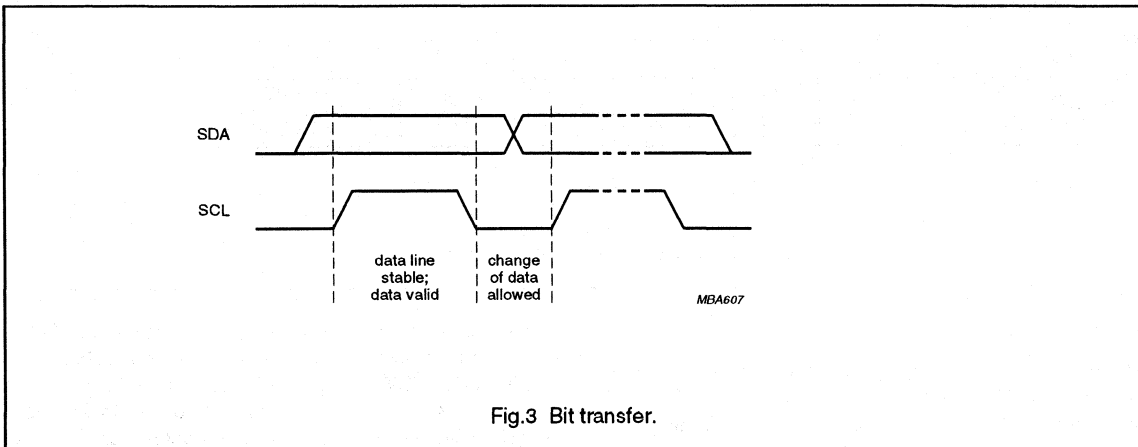 SDA
SCL
data line
stable;
data valid
change
of data
allowed
MBA607
Fig.3 Bit transfer.